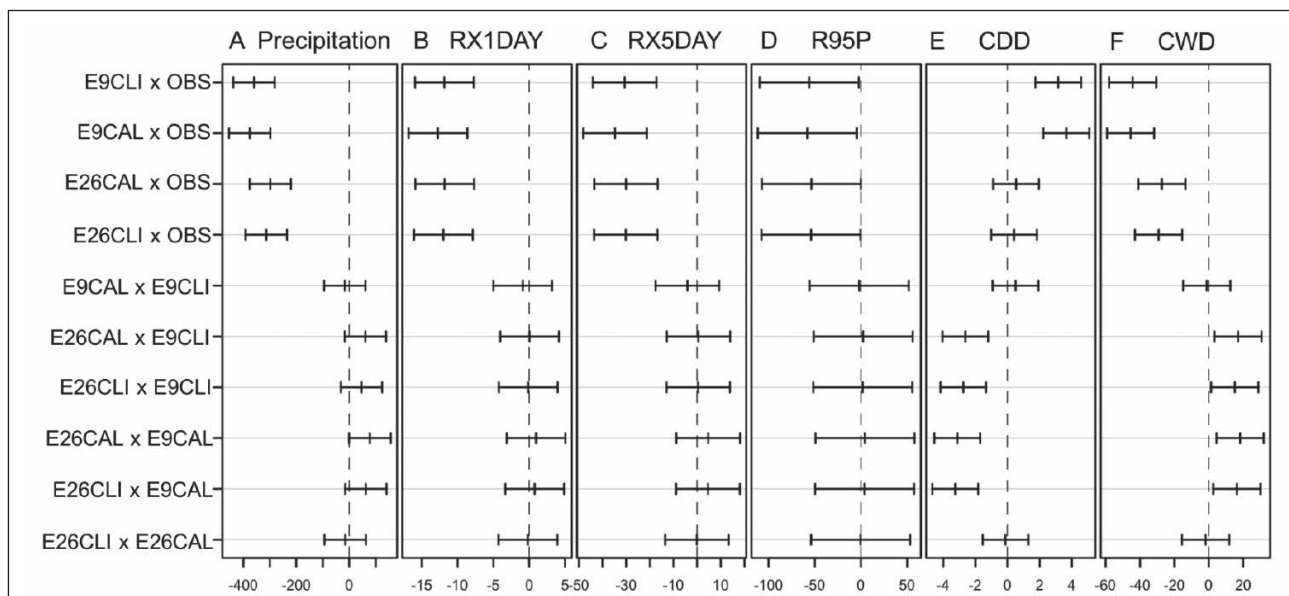 A Precipitation B RX1DAY C RX5DAY D R95P E CDD F CWD
E9CLI x OBS
E9CAL x OBS
E26CAL x OBS
E26CLI x OBS
E9CAL x E9CLI
E26CAL x E9CLI
E26CLI x E9CLI
E26CAL x E9CAL
E26CLI x E9CAL
E26CLI x E26CAL
-400 -200 0 -15 -10 -5 0 5 -50 -30 -10 10 -100 -50 0 50 -4 -2 0 2 4 -60 -40 -20 0 20